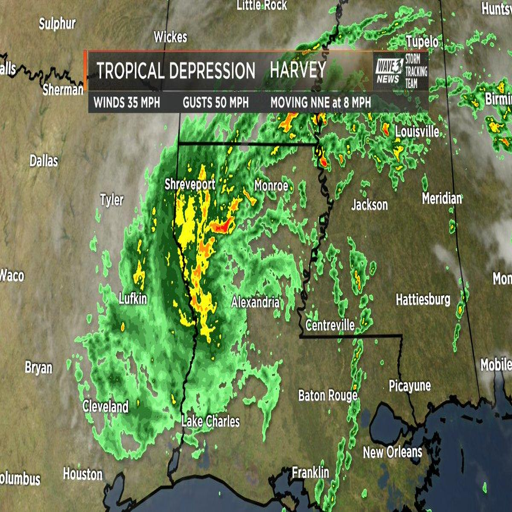 Little Rock
Hunts
Sulphur
Wickes
Tupelo
alls
Sherman
TROPICAL DEPRESSION HARVEY
WAVE 3
NEWS
STORM
TRACKING
TEAM
WINDS 35 MPH GUSTS 50 MPH MOVING NNE at 8 MPH
Birmi
Louisville
Dallas
Shreveport
Monroe
Tyler
Jackson
Meridian
Waco
Mon
Lufkin
Alexandria
Hattiesburg
Centreville
Bryan
Mobile
Picayune
Baton Rouge
Cleveland
Lake Charles
New Orleans
Houston
Franklin
olumbus